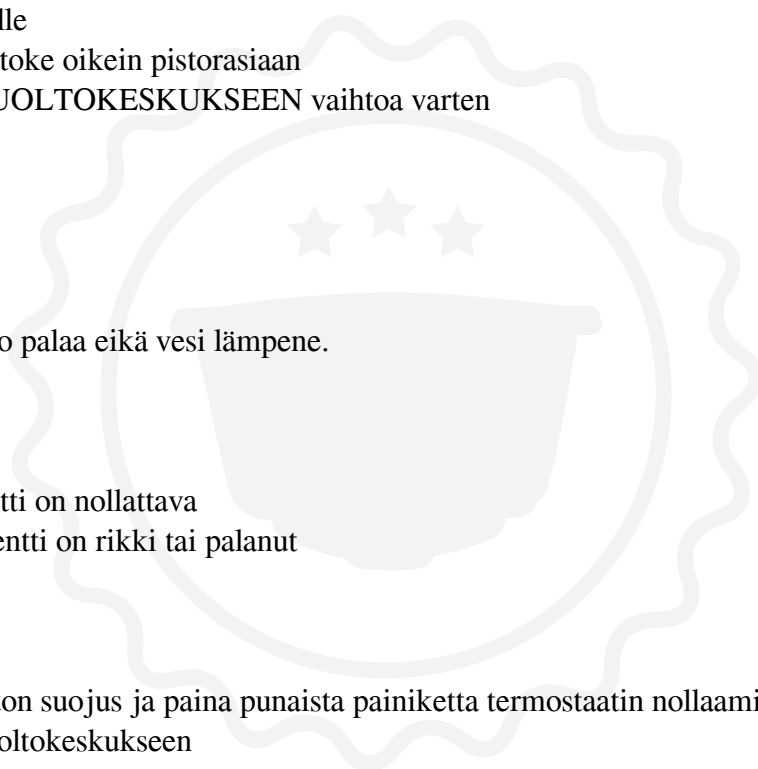 lle
toke oikein pistorasiaan
UOLTOKESKUKSEEN vaihtoa varten
o palaa eikä vesi lämpene.
tti on nollattava
entti on rikki tai palanut
on suojus ja paina punaista painiketta termostaatin nollaami
oltokeskukseen